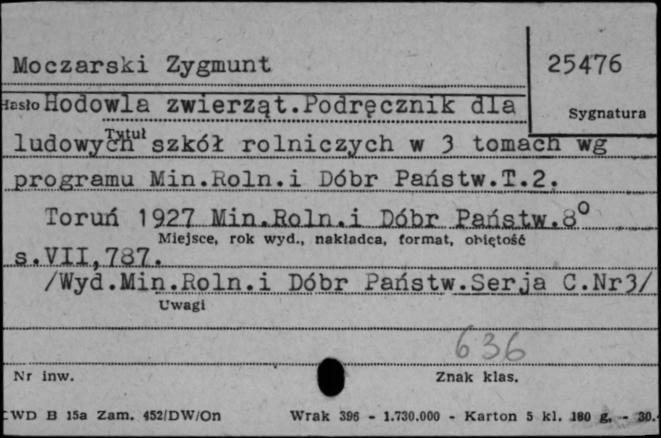 Moczarski Zygmunt
25476
Hasło Hodowla zwierząt.Podręcznik dla
Sygnatura
Tytuł
ludowych szkół rolniczych w 3 tomach wg
programu Min.Roln.i Dóbr Państw.T.2.
Toruń 1927 Min.Roln.i Dóbr Państw.8°
Miejsce, rok wyd., nakładca, format, objętość
s.VII,787.
/Wyd.Min.Roln.i Dóbr Państw.Serja C.Nr3/
Uwagi
636
Nr inw.
Znak klas.
CWD B 15a Zam. 452/DW/On Wrak 396 - 1.730.000 - Karton 5 kl. 180 g. - 30.